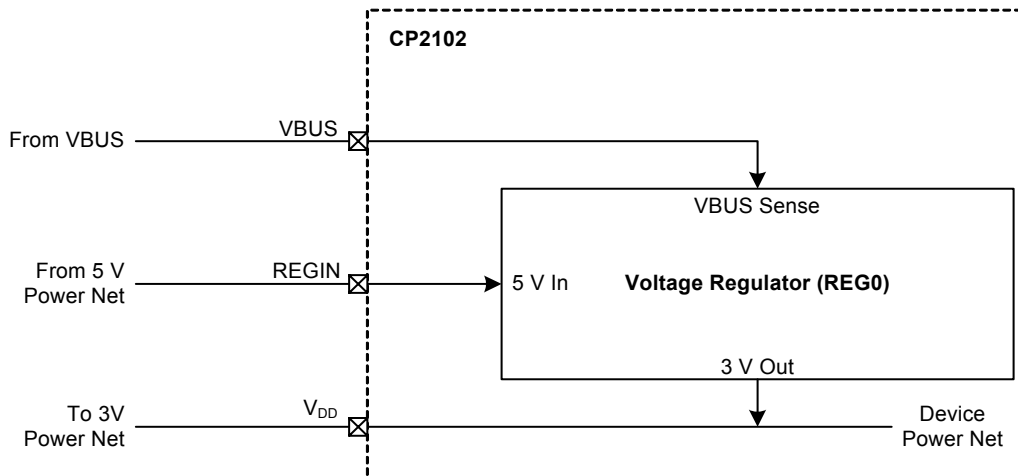 CP2102
From VBUS
VBUS
VBUS Sense
From 5 V
Power Net
REGIN
5 V In
Voltage Regulator (REG0)
3 V Out
To 3V
Power Net
VDD
Device
Power Net